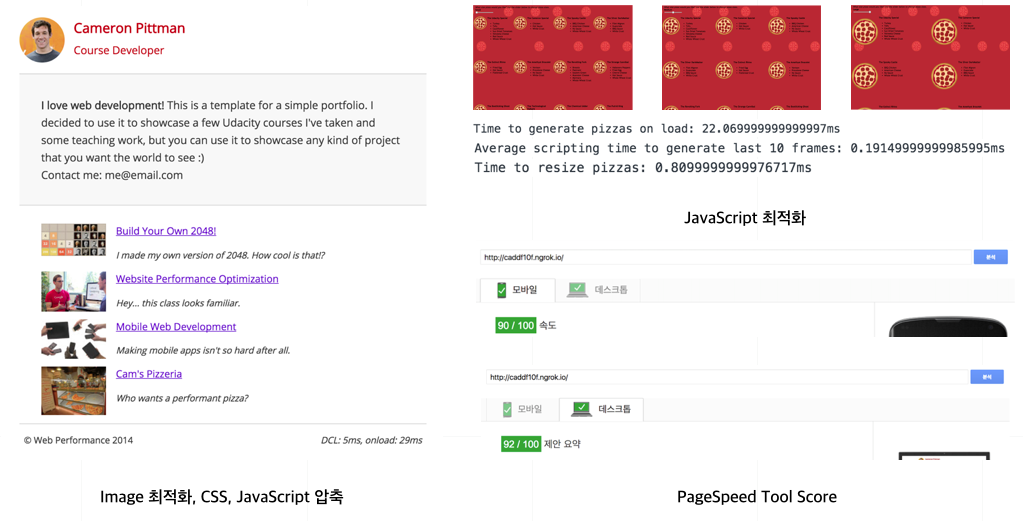 Cameron Pittman
Course Developer
I love web development! This is a template for a simple portfolio. I
decided to use it to showcase a few Udacity courses I've taken and
some teaching work, but you can use it to showcase any kind of project
that you want the world to see :)
Contact me: me@email.com
Build Your Own 2048!
I made my own version of 2048. How cool is that!?
Website Performance Optimization
Hey... this class looks familiar.
Mobile Web Development
Making mobile apps isn't so hard after all.
Cam's Pizzeria
Who wants a performant pizza?
© Web Performance 2014
DCL: 5ms, onload: 29ms
Image 최적화, CSS, JavaScript 압축
Time to generate pizzas on load: 22.069999999999997ms
Average scripting time to generate last 10 frames: 0.19149999999985995ms
Time to resize pizzas: 0.8099999999976717ms
JavaScript 최적화
http://caddf10f.ngrok.io/
분석
모바일
데스크톱
90 / 100 속도
http://caddf10f.ngrok.io/
분석
모바일
데스크톱
92 / 100 제안 요약
PageSpeed Tool Score